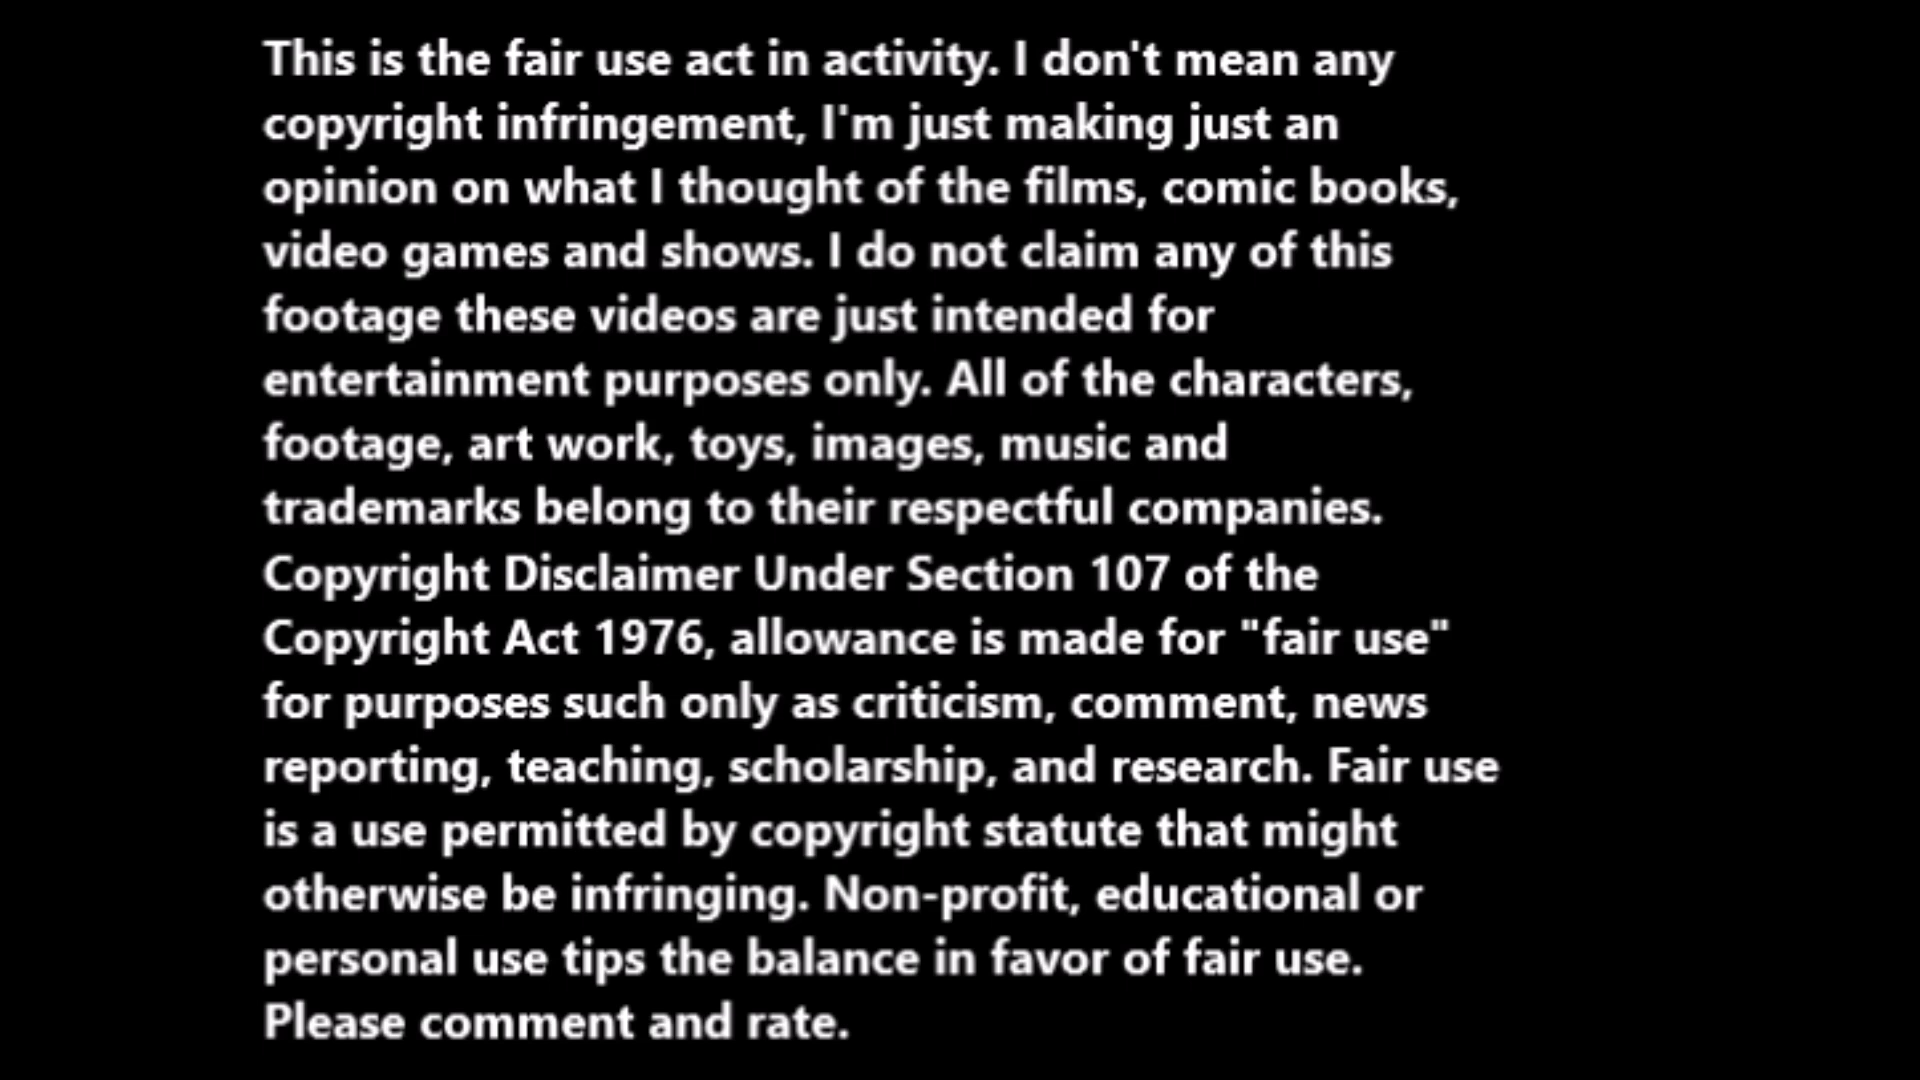 This is the fair use act in activity. I don't mean any
copyright infringement, I'm just making just an
opinion on what I thought of the films, comic books,
video games and shows. I do not claim any of this
footage these videos are just intended for
entertainment purposes only. All of the characters,
footage, art work, toys, images, music and
trademarks belong to their respectful companies.
Copyright Disclaimer Under Section 107 of the
Copyright Act 1976, allowance is made for "fair use"
for purposes such only as criticism, comment, news
reporting, teaching, scholarship, and research. Fair use
is a use permitted by copyright statute that might
otherwise be infringing. Non-profit, educational or
personal use tips the balance in favor of fair use.
Please comment and rate.